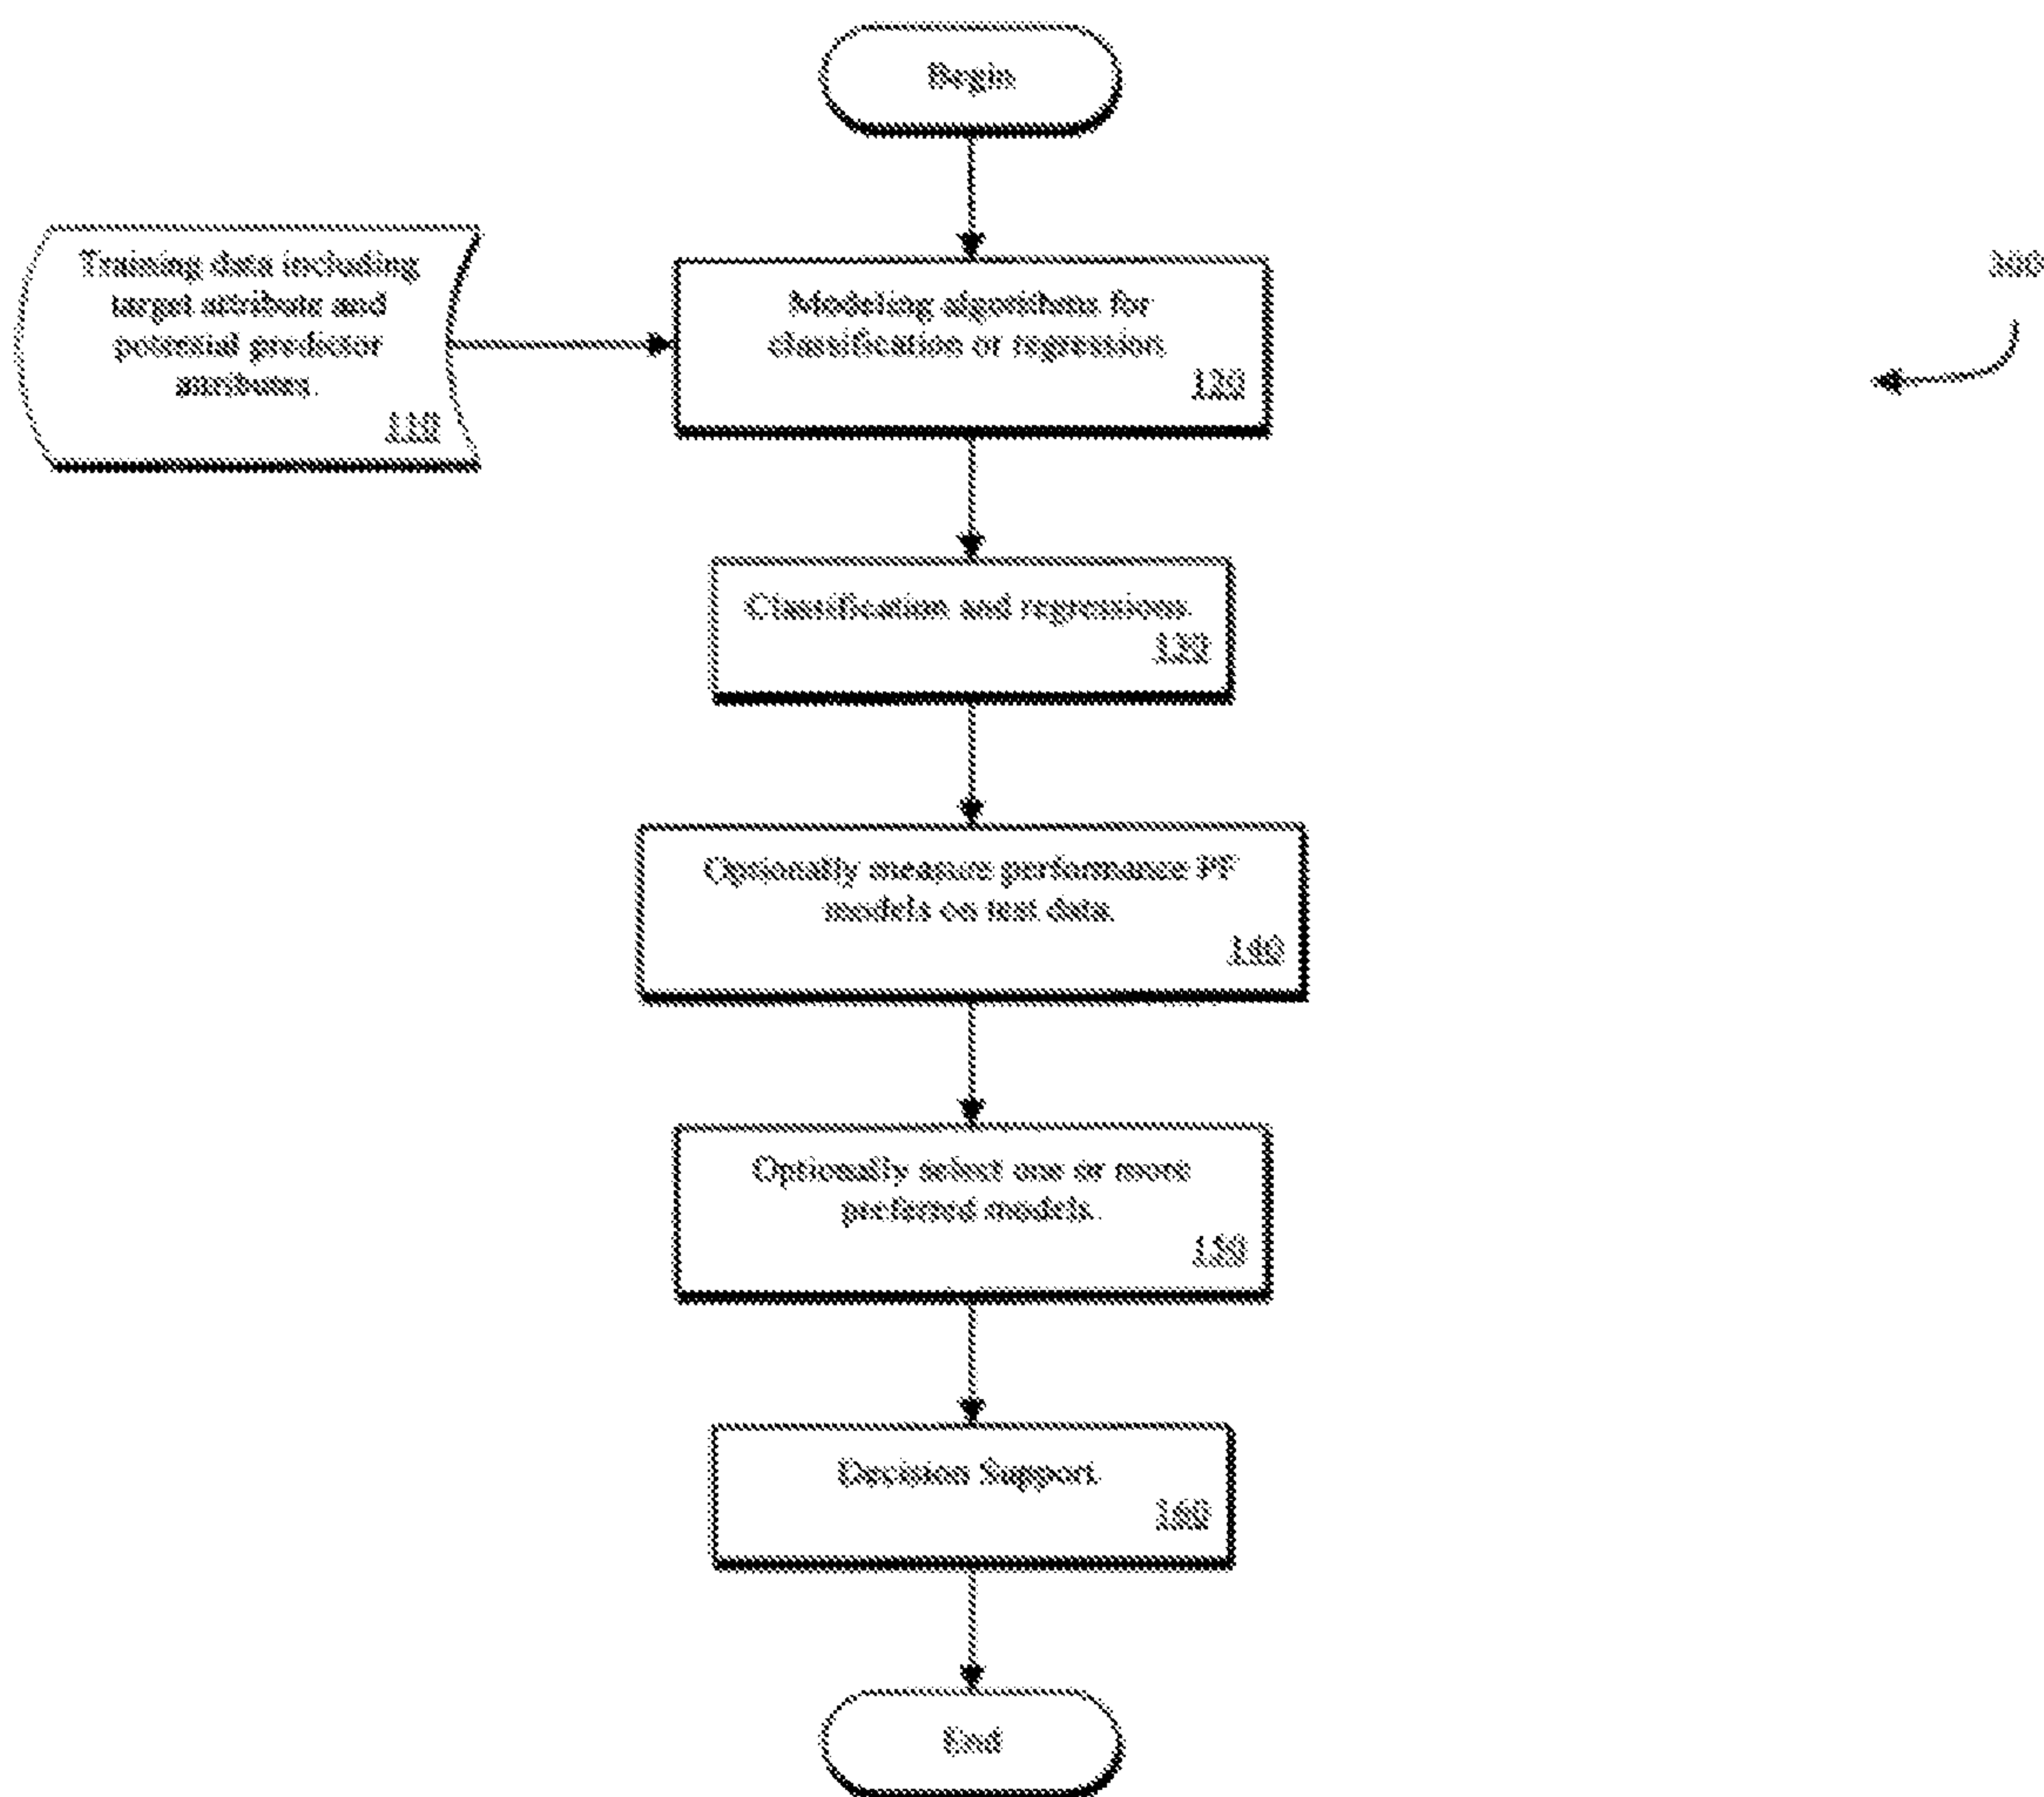 Begin
Training data including
target attribute and
potential predictor
attributes.
110
Modeling algorithms for
classification or regression.
120
Classification and regressions.
130
Optionally measure performance PF
models on test data.
140
Optionally select one or more
preferred models.
150
Decision Support.
160
End